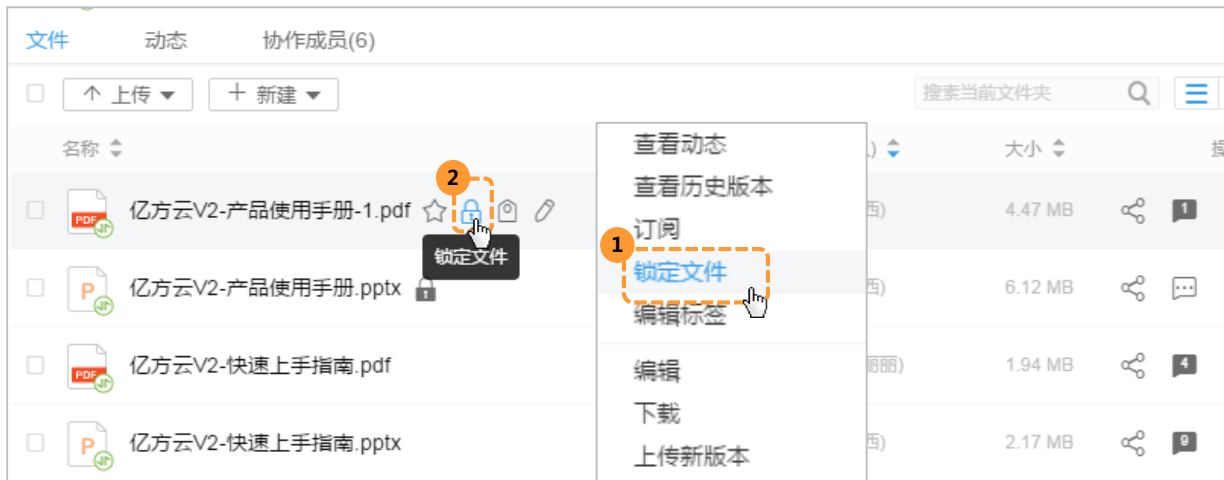 文件 动态 协作成员(6)
上传 新建 搜索当前文件夹
名称 大小
亿方云V2-产品使用手册-1.pdf 4.47 MB 1
锁定文件
亿方云V2-产品使用手册.pptx 6.12 MB
亿方云V2-快速上手指南.pdf 丽丽) 1.94 MB 4
亿方云V2-快速上手指南.pptx 2.17 MB 9
2
1
查看动态
查看历史版本
订阅
锁定文件
编辑标签
编辑
下载
上传新版本
PDF
P
PDF
P